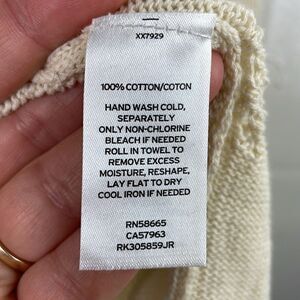 XX7929
100% COTTON/COTON
HAND WASH COLD,
SEPARATELY
ONLY NON-CHLORINE
BLEACH IF NEEDED
ROLL IN TOWEL TO
REMOVE EXCESS
MOISTURE, RESHAPE,
LAY FLAT TO DRY
COOL IRON IF NEEDED
RN58665
CA57963
RK305859JR